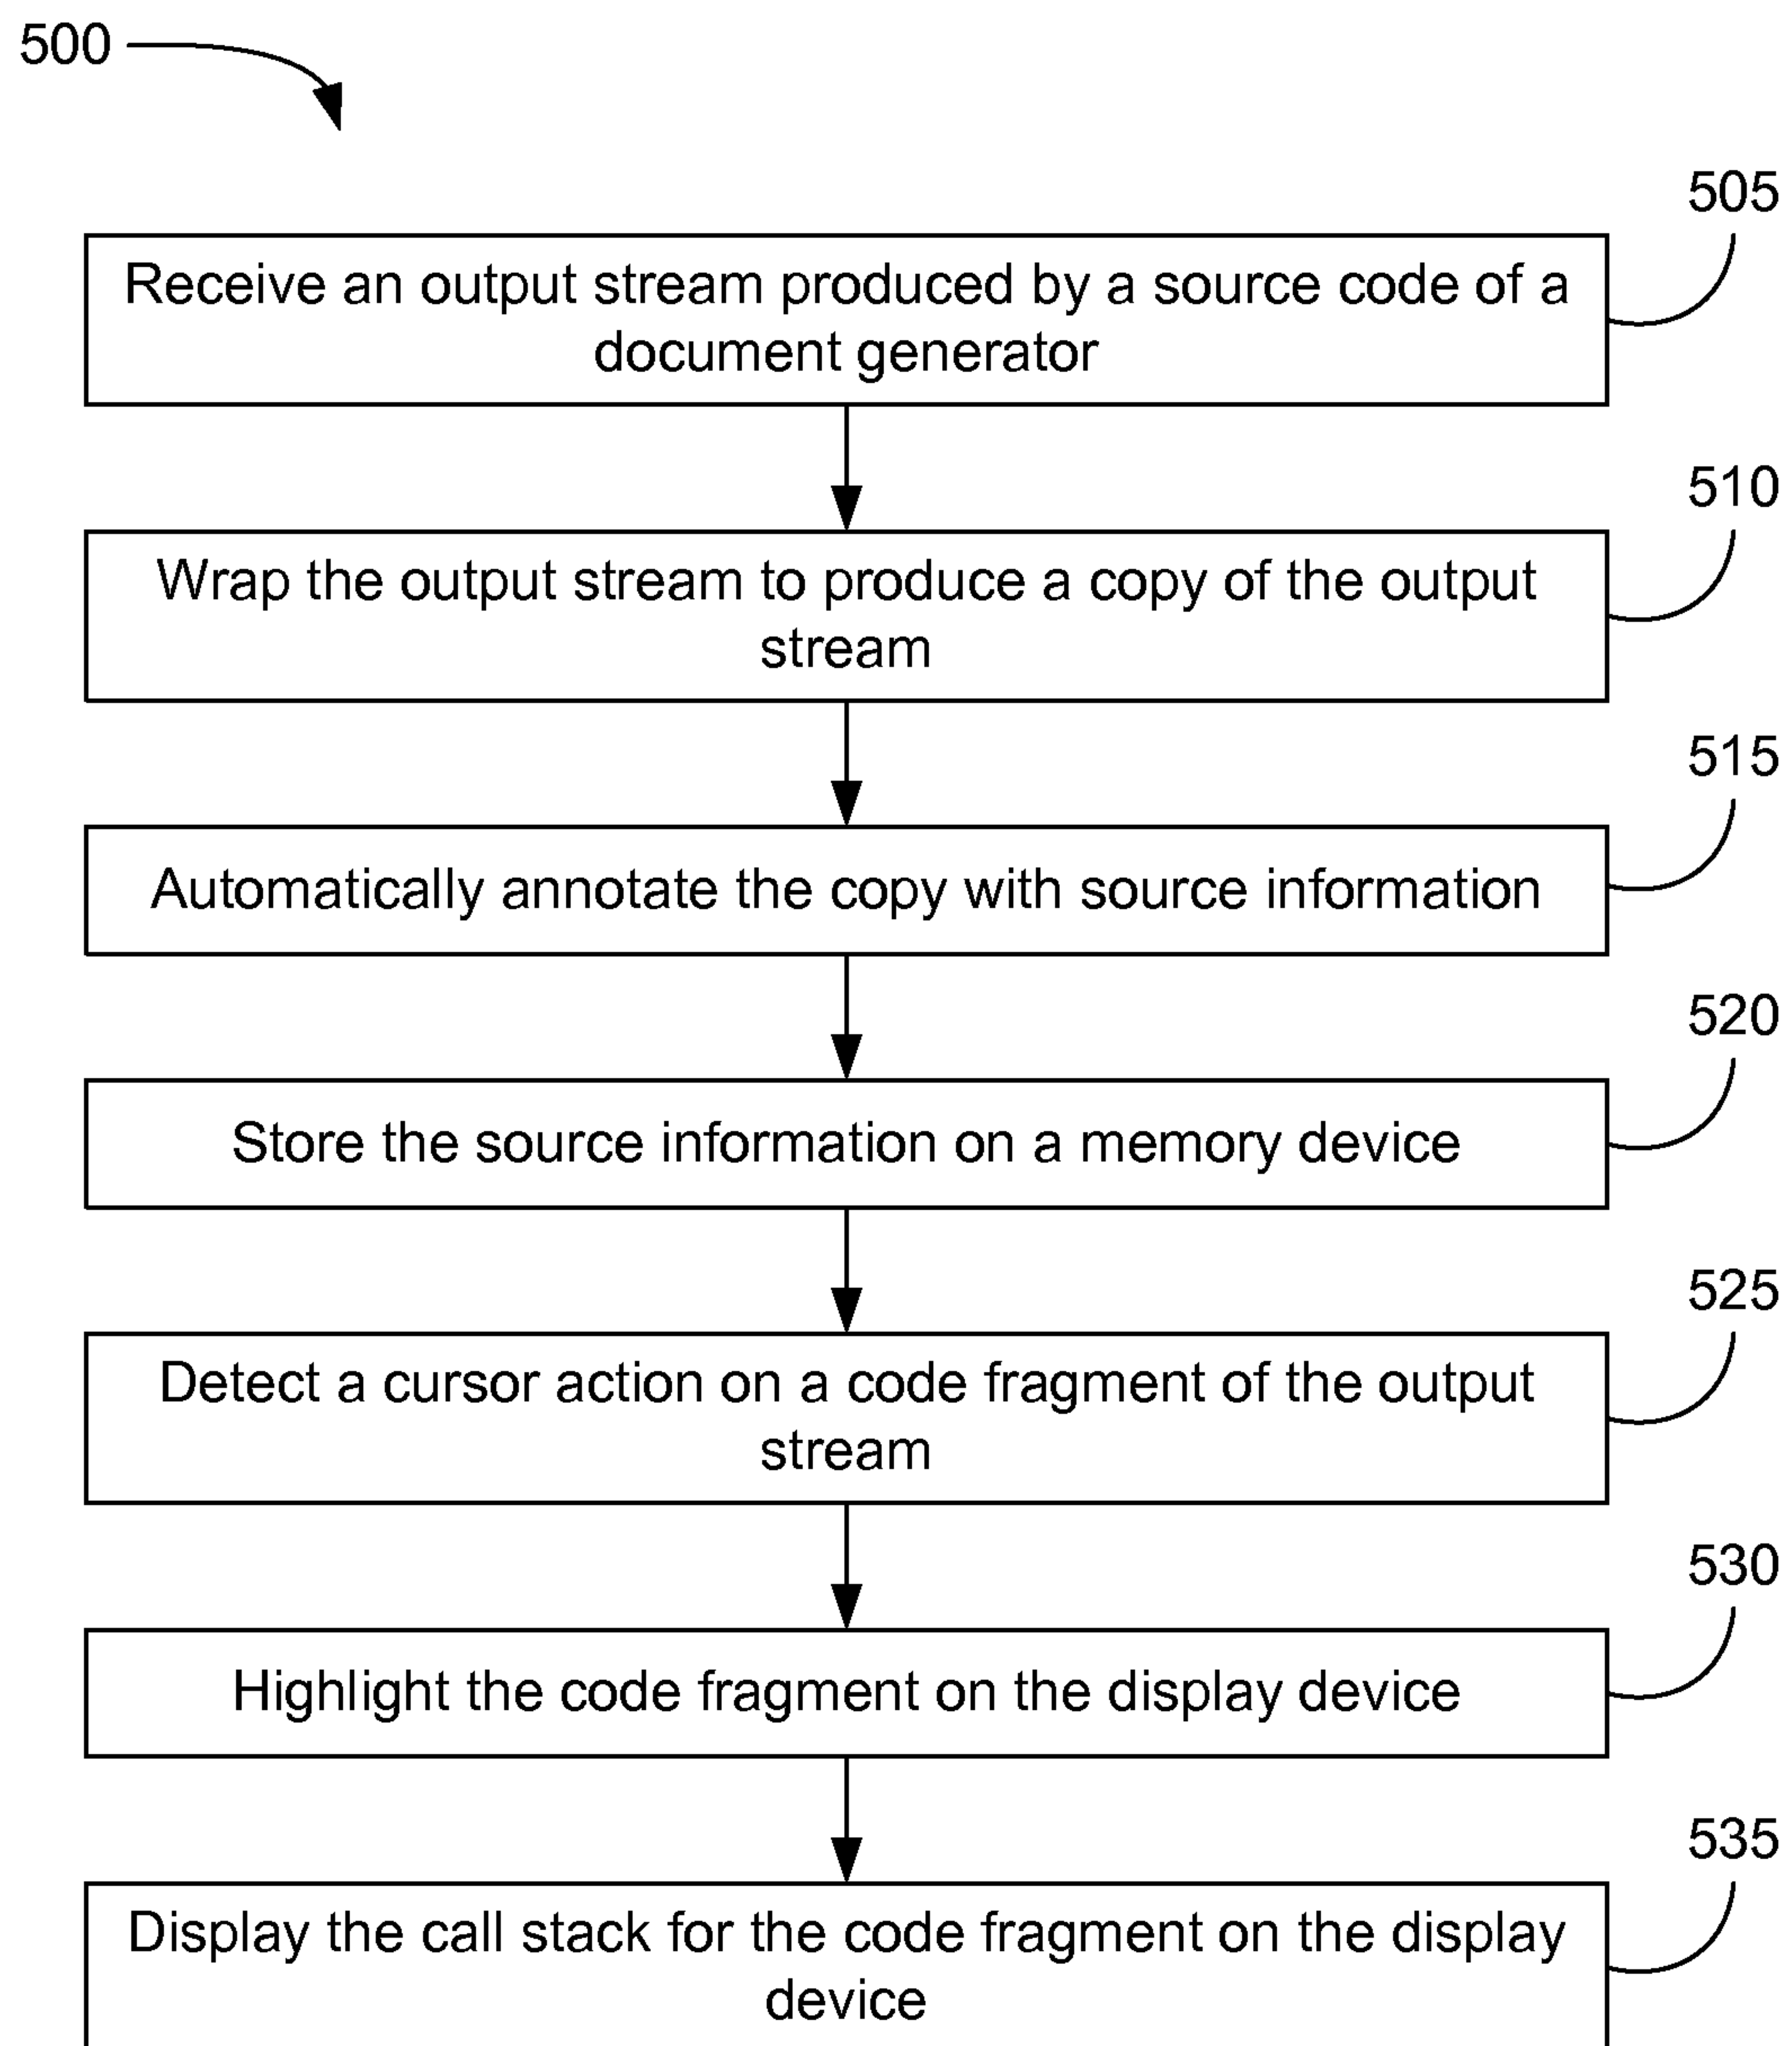 500
505
Receive an output stream produced by a source code of a
document generator
510
Wrap the output stream to produce a copy of the output
stream
515
Automatically annotate the copy with source information
520
Store the source information on a memory device
525
Detect a cursor action on a code fragment of the output
stream
530
Highlight the code fragment on the display device
535
Display the call stack for the code fragment on the display
device